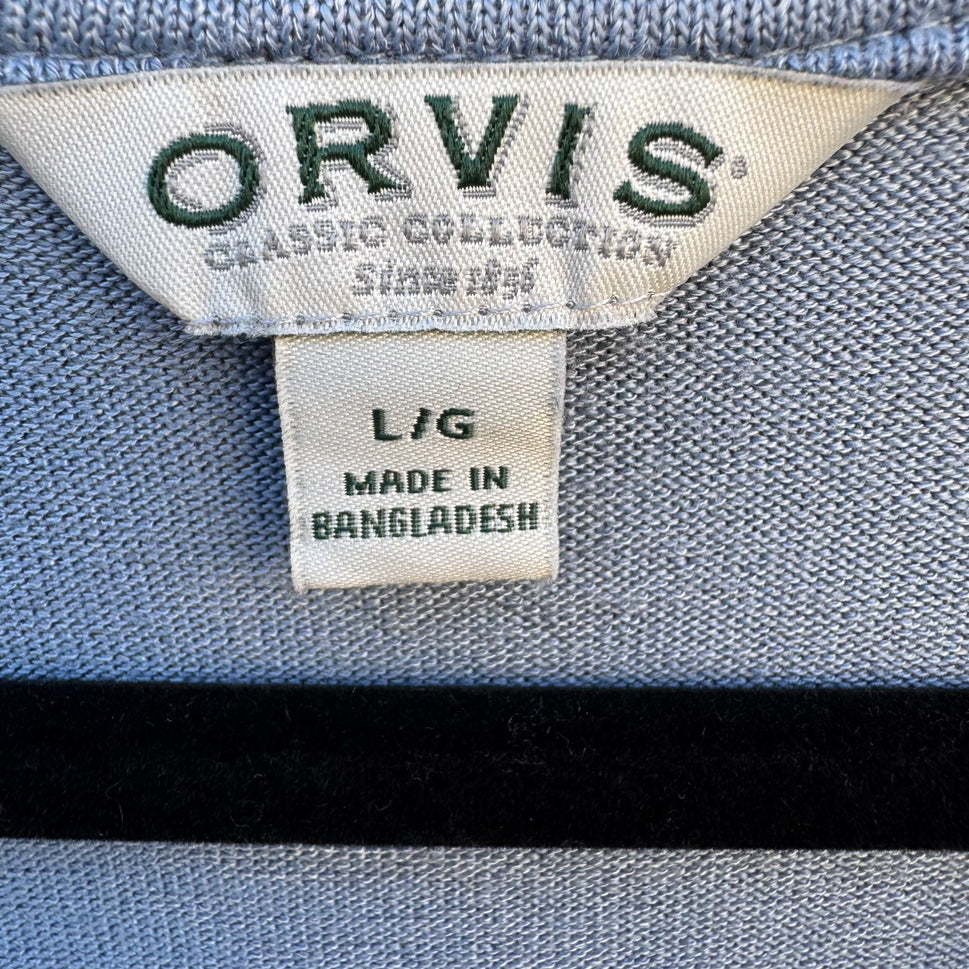 ORVIS®
CLASSIC COLLECTION
Since 1856
L/G
MADE IN
BANGLADESH